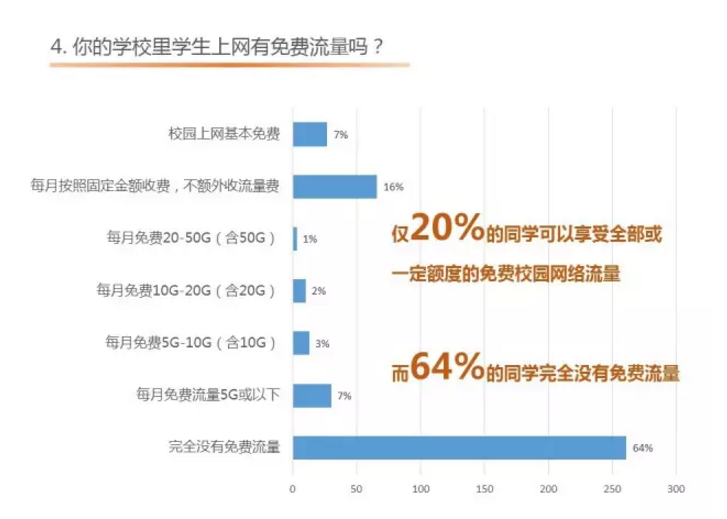 4. 你的学校里学生上网有免费流量吗？
校园上网基本免费
7%
每月按照固定金额收费，不额外收流量费
16%
每月免费20-50G（含50G）
1%
仅20%的同学可以享受全部或
一定额度的免费校园网络流量
每月免费10G-20G（含20G）
2%
每月免费5G-10G（含10G）
3%
而64%的同学完全没有免费流量
每月免费流量5G或以下
7%
完全没有免费流量
64%
0 50 100 150 200 250 300